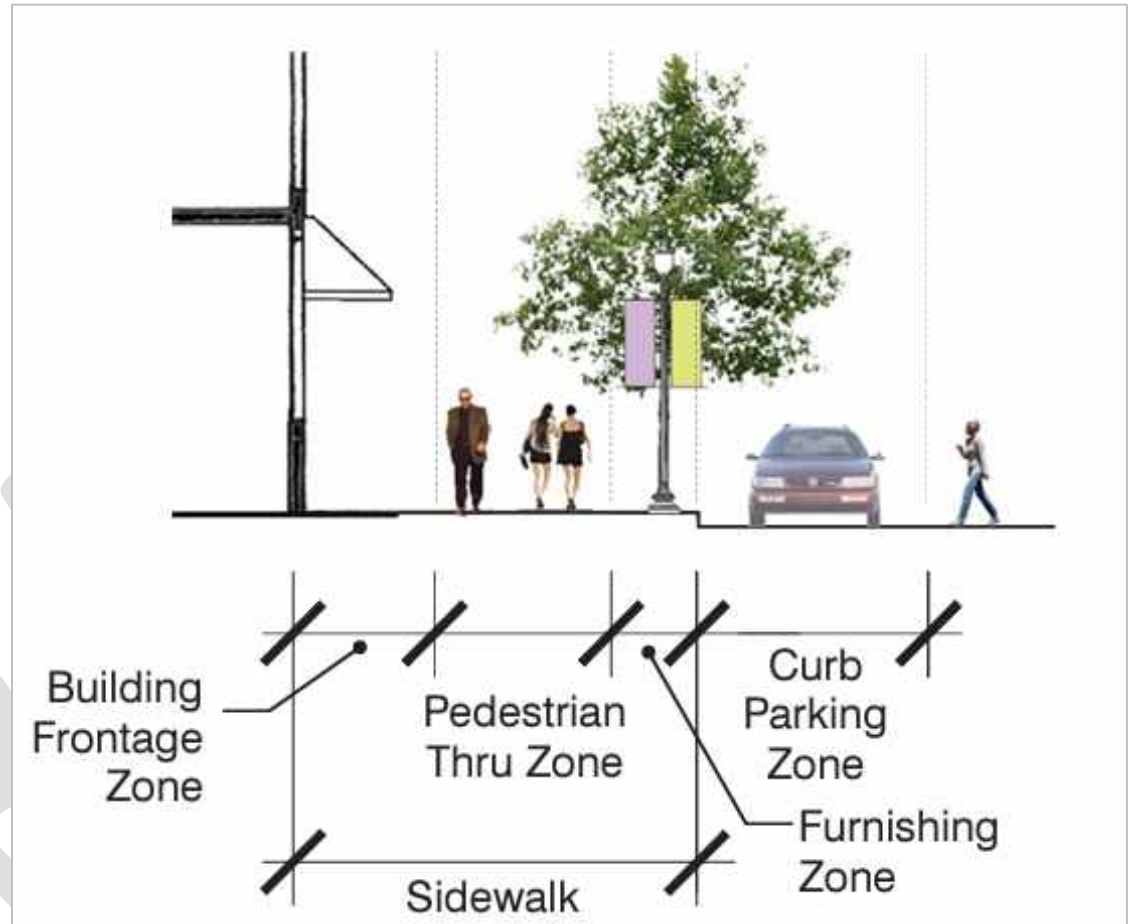 Building
Frontage
Zone
Pedestrian
Thru Zone
Curb
Parking
Zone
Furnishing
Zone
Sidewalk